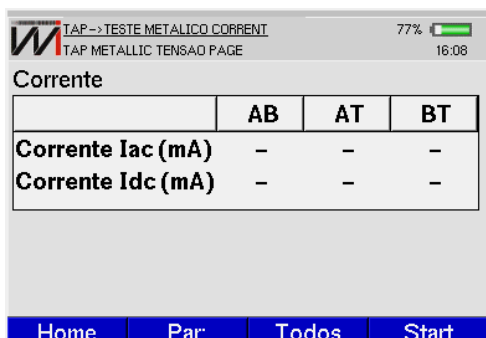 TAP->TESTE METALICO CORRENT 77%
TAP METALLIC TENSAO PAGE 16:08
Corrente
AB AT BT
Corrente Iac (mA) - - -
Corrente Idc (mA) - - -
Home Par: Todos Start